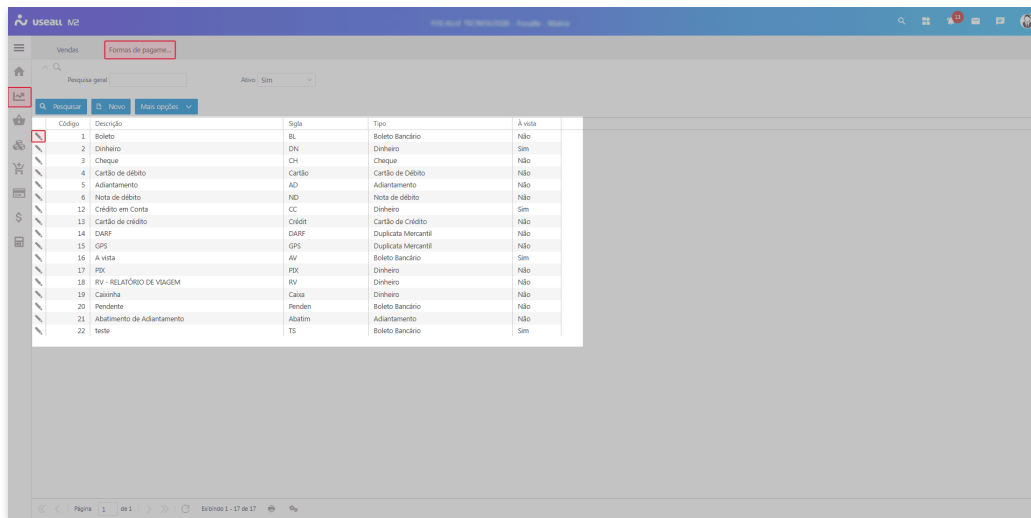 useall M2
11
Vendas Formas de pagame...
Pesquisa geral Ativo Sim
Pesquisar Novo Mais opções
Código Descrição Sigla Tipo À vista
1 Boleto BL Boleto Bancário Não
2 Dinheiro DN Dinheiro Sim
3 Cheque CH Cheque Não
4 Cartão de débito Cartão Cartão de Débito Não
5 Adiantamento AD Adiantamento Não
6 Nota de débito ND Nota de débito Não
12 Crédito em Conta CC Dinheiro Sim
13 Cartão de crédito Crédit Cartão de Crédito Não
14 DARF DARF Duplicata Mercantil Não
15 GPS GPS Duplicata Mercantil Não
16 A vista AV Boleto Bancário Sim
17 PIX PIX Dinheiro Não
18 RV - RELATÓRIO DE VIAGEM RV Dinheiro Não
19 Caixinha Caixa Dinheiro Não
20 Pendente Penden Boleto Bancário Não
21 Abatimento de Adiantamento Abatim Adiantamento Não
22 teste TS Boleto Bancário Sim
Página 1 de 1 Exibindo 1 - 17 de 17